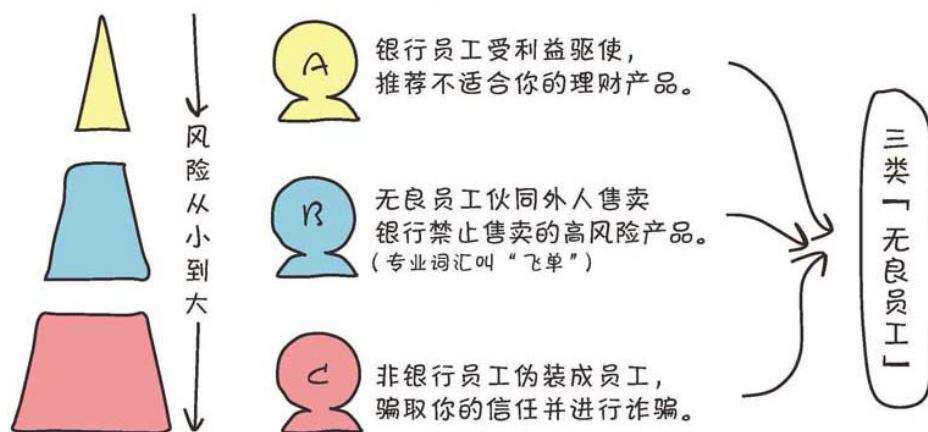 风险从小到大
A
银行员工受利益驱使，
推荐不适合你的理财产品。
B
无良员工伙同外人售卖
银行禁止售卖的高风险产品。
（专业词汇叫“飞单”）
C
非银行员工伪装成员工，
骗取你的信任并进行诈骗。
三类「无良员工」